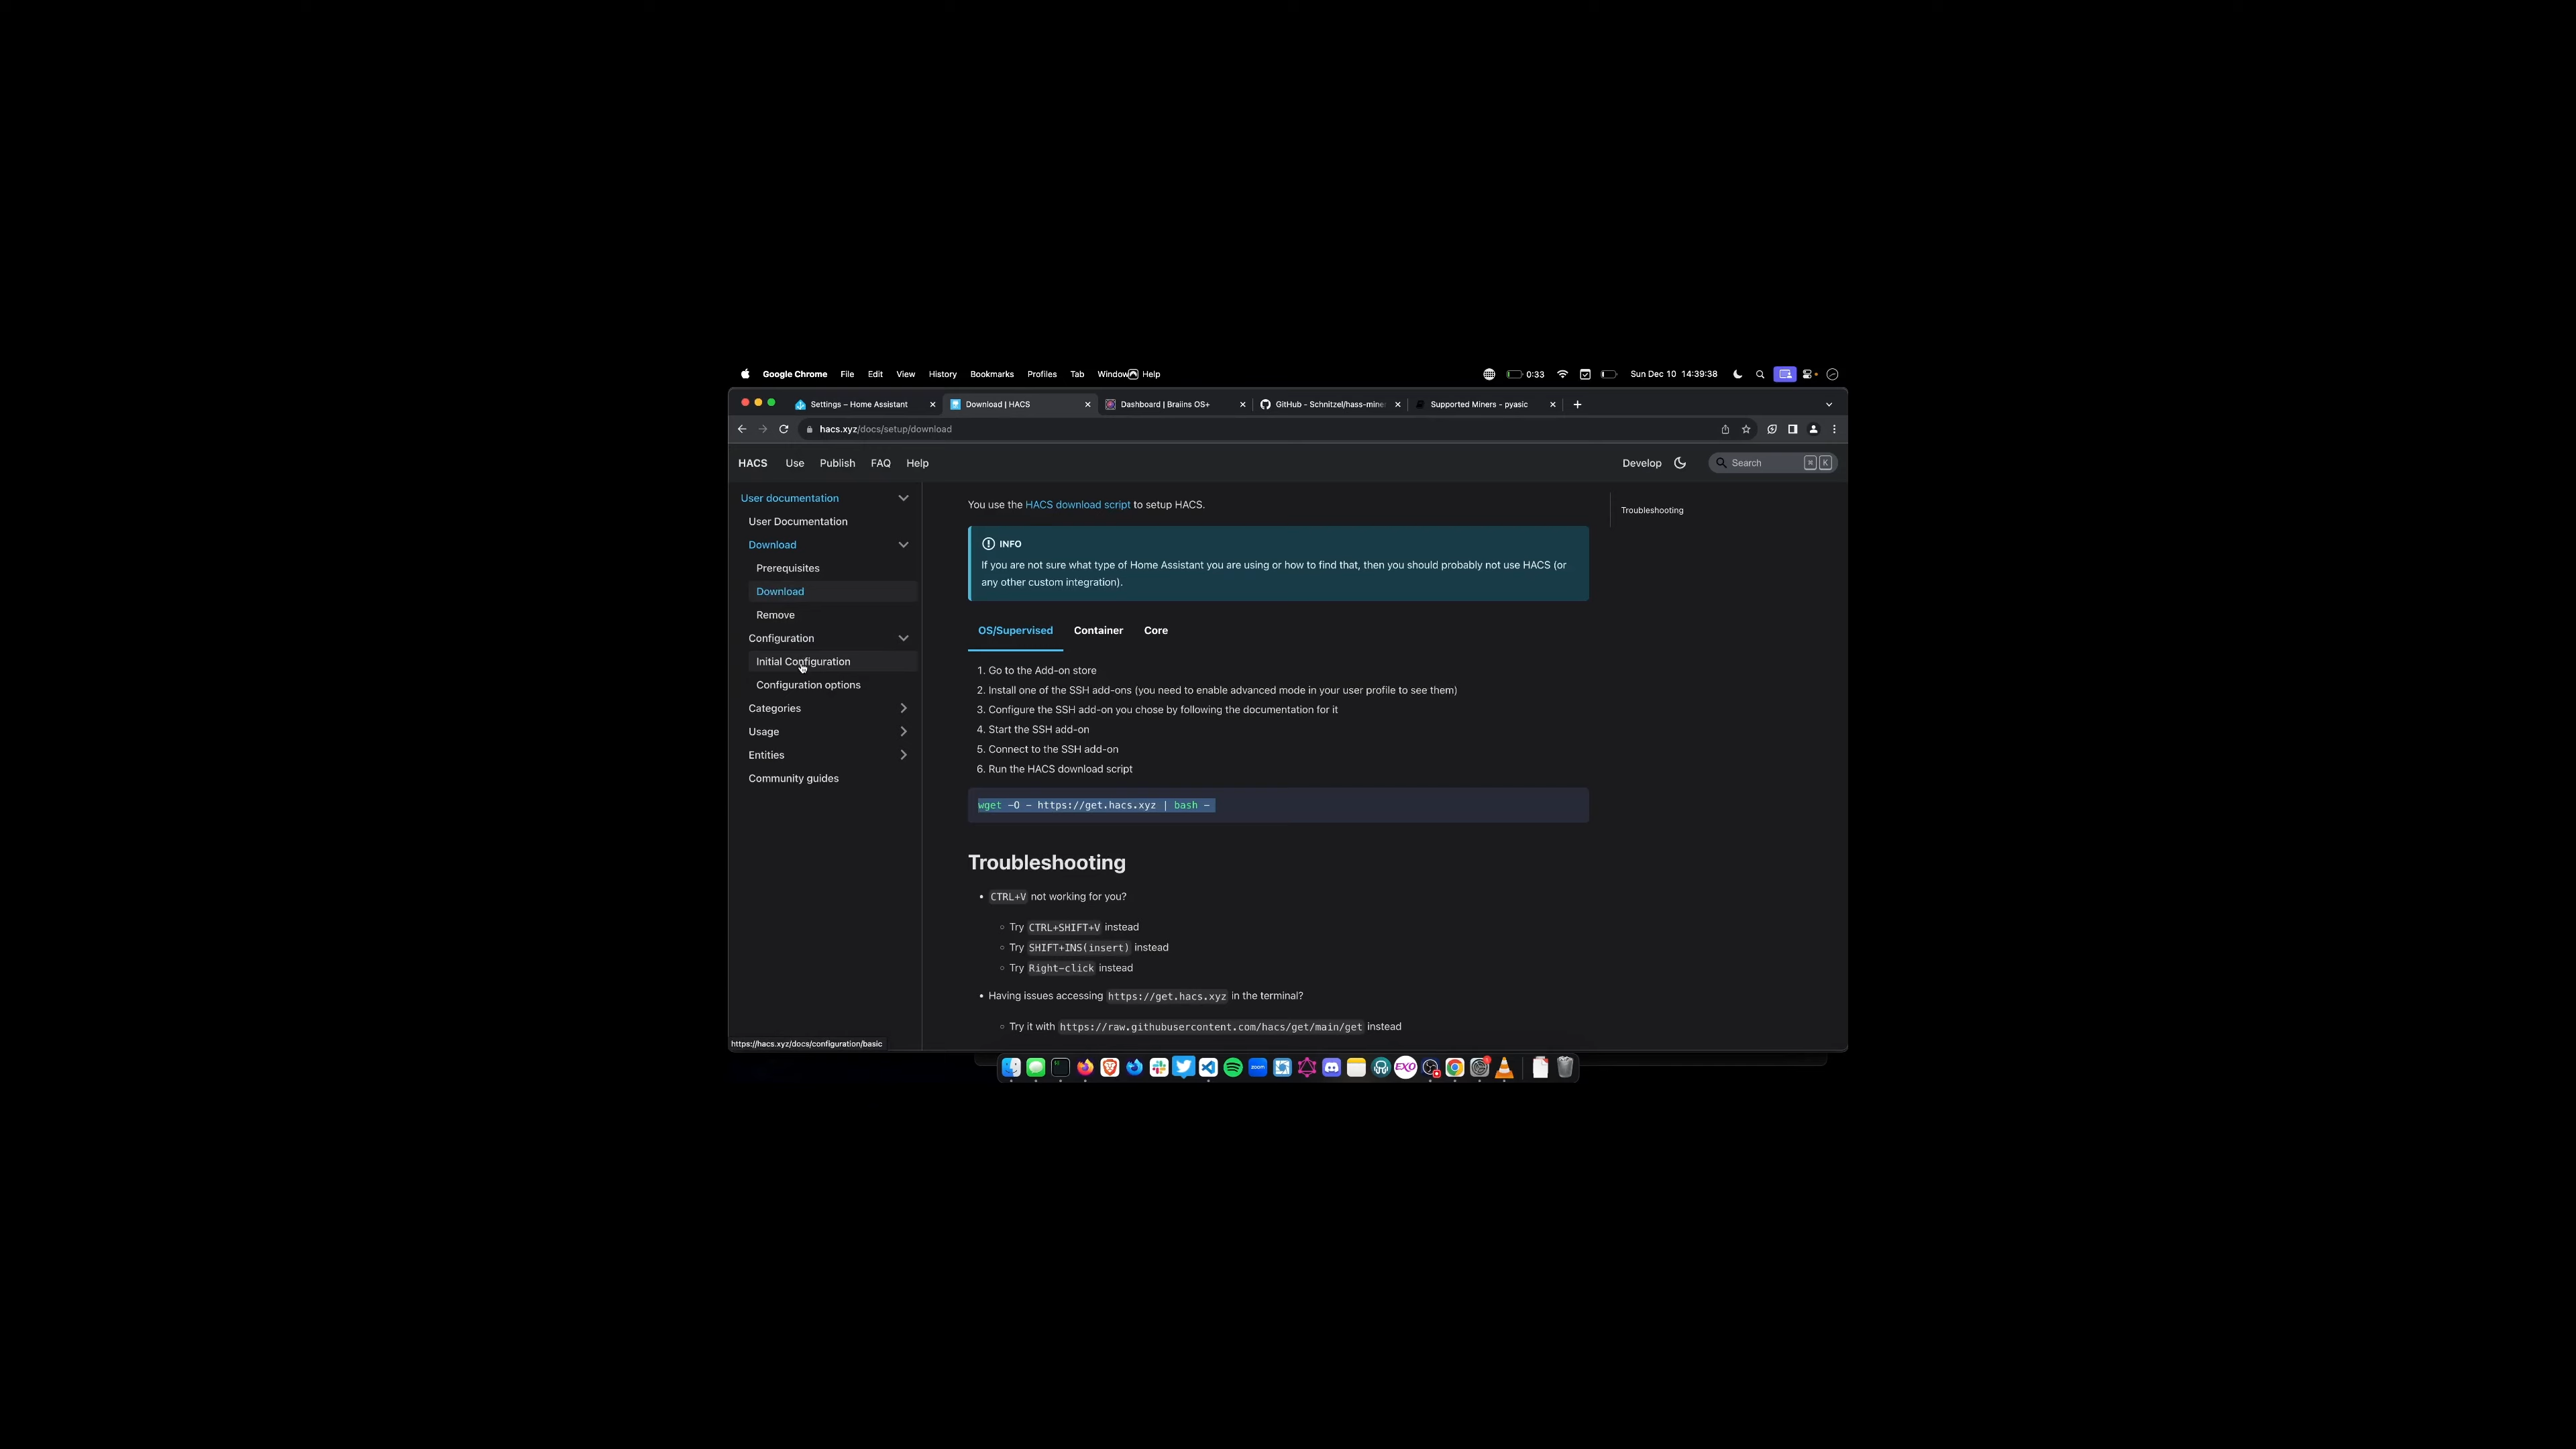 Google Chrome File Edit View History Bookmarks Profiles Tab Window Help 0:33 Sun Dec 10 14:39:38
Settings – Home Assistant Download | HACS Dashboard | Braiins OS+ GitHub - Schnitzel/hass-mine Supported Miners - pyasic
hacs.xyz/docs/setup/download
HACS Use Publish FAQ Help Develop Search ⌘ K
User documentation
User Documentation
Download
Prerequisites
Download
Remove
Configuration
Initial Configuration
Configuration options
Categories
Usage
Entities
Community guides
You use the HACS download script to setup HACS.
INFO
If you are not sure what type of Home Assistant you are using or how to find that, then you should probably not use HACS (or
any other custom integration).
OS/Supervised Container Core
1. Go to the Add-on store
2. Install one of the SSH add-ons (you need to enable advanced mode in your user profile to see them)
3. Configure the SSH add-on you chose by following the documentation for it
4. Start the SSH add-on
5. Connect to the SSH add-on
6. Run the HACS download script
wget -O - https://get.hacs.xyz | bash -
Troubleshooting
• CTRL+V not working for you?
◦ Try CTRL+SHIFT+V instead
◦ Try SHIFT+INS(insert) instead
◦ Try Right-click instead
• Having issues accessing https://get.hacs.xyz in the terminal?
◦ Try it with https://raw.githubusercontent.com/hacs/get/main/get instead
Troubleshooting
https://hacs.xyz/docs/configuration/basic
zoom EXO